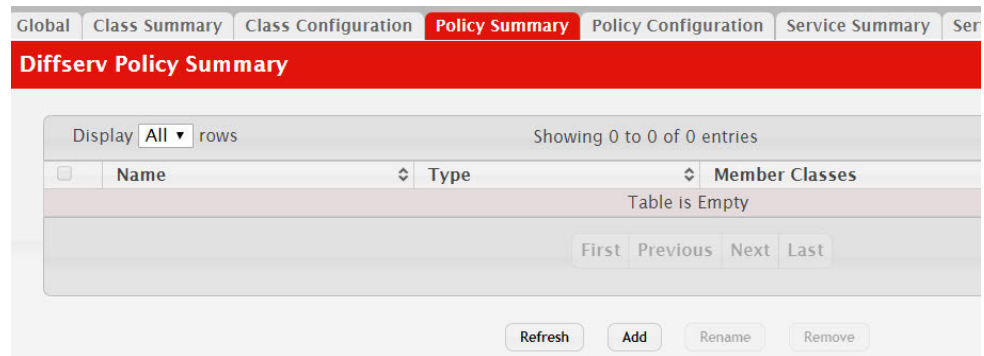 Global Class Summary Class Configuration Policy Summary Policy Configuration Service Summary Ser
Diffserv Policy Summary
Display All rows Showing 0 to 0 of 0 entries
Name Type Member Classes
Table is Empty
First Previous Next Last
Refresh Add Rename Remove